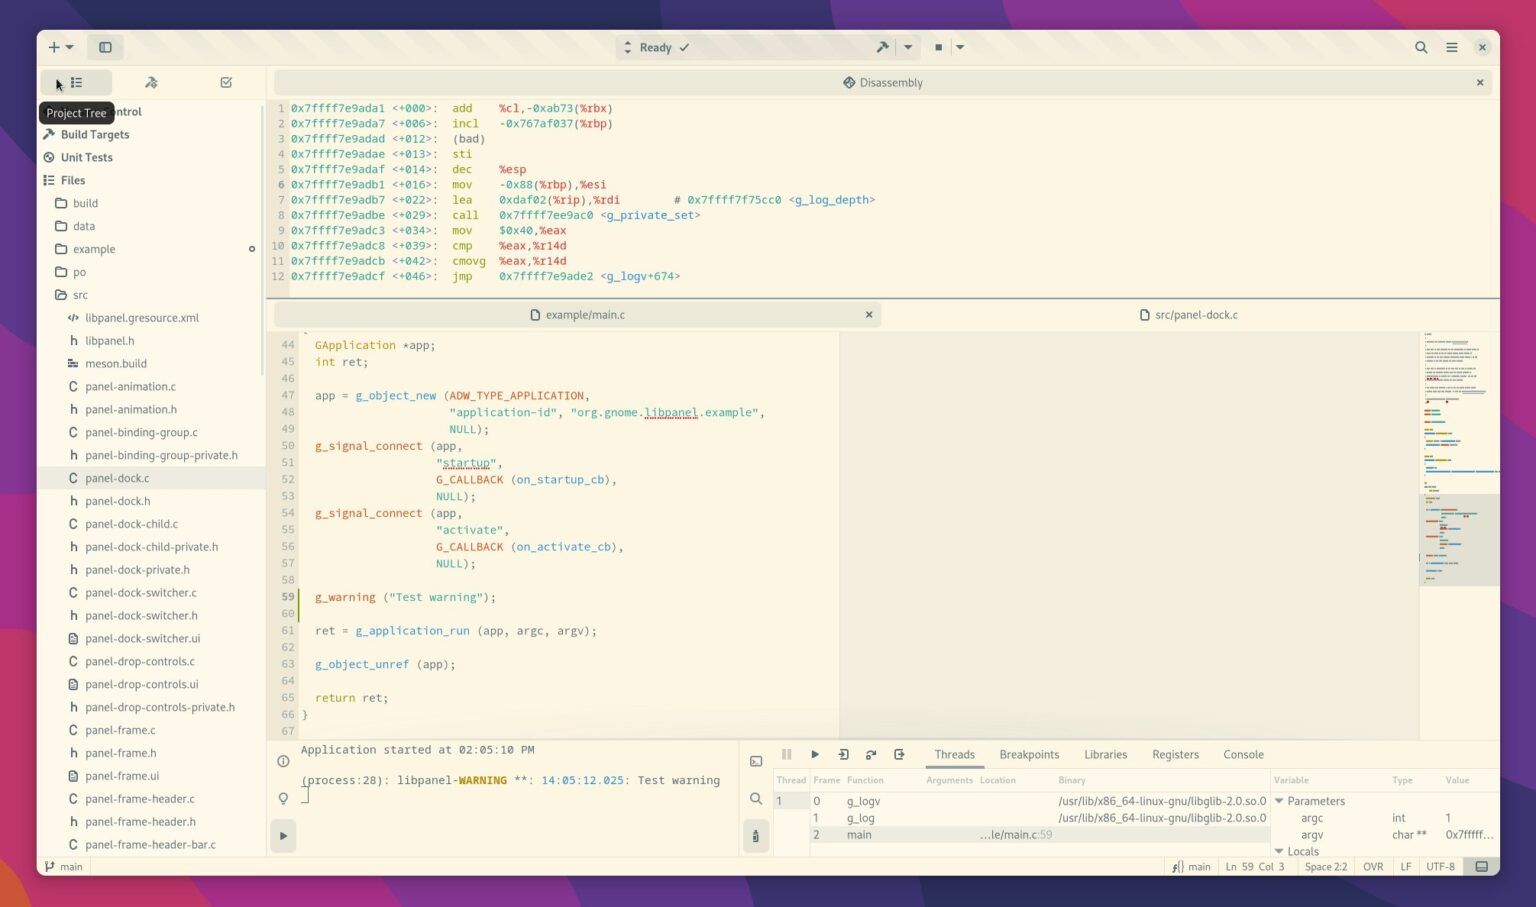 Ready
Project Tree
ntrol
Build Targets
Unit Tests
Files
build
data
example
po
src
libpanel.gresource.xml
libpanel.h
meson.build
panel-animation.c
panel-animation.h
panel-binding-group.c
panel-binding-group-private.h
panel-dock.c
panel-dock.h
panel-dock-child.c
panel-dock-child-private.h
panel-dock-private.h
panel-dock-switcher.c
panel-dock-switcher.h
panel-dock-switcher.ui
panel-drop-controls.c
panel-drop-controls.ui
panel-drop-controls-private.h
panel-frame.c
panel-frame.h
panel-frame.ui
panel-frame-header.c
panel-frame-header.h
panel-frame-header-bar.c
main
Disassembly
1 0x7ffff7e9ada1 <+000>: add %cl,-0xab73(%rbx)
2 0x7ffff7e9ada7 <+006>: incl -0x767af037(%rbp)
3 0x7ffff7e9adad <+012>: (bad)
4 0x7ffff7e9adae <+013>: sti
5 0x7ffff7e9adaf <+014>: dec %esp
6 0x7ffff7e9adb1 <+016>: mov -0x88(%rbp),%esi
7 0x7ffff7e9adb7 <+022>: lea 0xdaf02(%rip),%rdi # 0x7ffff7f75cc0 <g_log_depth>
8 0x7ffff7e9adbe <+029>: call 0x7ffff7ee9ac0 <g_private_set>
9 0x7ffff7e9adc3 <+034>: mov $0x40,%eax
10 0x7ffff7e9adc8 <+039>: cmp %eax,%r14d
11 0x7ffff7e9adcb <+042>: cmovg %eax,%r14d
12 0x7ffff7e9adcf <+046>: jmp 0x7ffff7e9ade2 <g_logv+674>
example/main.c
src/panel-dock.c
44 GApplication *app;
45 int ret;
46
47 app = g_object_new (ADW_TYPE_APPLICATION,
48 "application-id", "org.gnome.libpanel.example",
49 NULL);
50 g_signal_connect (app,
51 "startup",
52 G_CALLBACK (on_startup_cb),
53 NULL);
54 g_signal_connect (app,
55 "activate",
56 G_CALLBACK (on_activate_cb),
57 NULL);
58
59 g_warning ("Test warning");
60
61 ret = g_application_run (app, argc, argv);
62
63 g_object_unref (app);
64
65 return ret;
66 }
67
Application started at 02:05:10 PM
(process:28): libpanel-WARNING **: 14:05:12.025: Test warning
Threads Breakpoints Libraries Registers Console
Thread Frame Function Arguments Location Binary
1 0 g_logv /usr/lib/x86_64-linux-gnu/libglib-2.0.so.0
1 g_log /usr/lib/x86_64-linux-gnu/libglib-2.0.so.0
2 main …le/main.c:59
Variable Type Value
Parameters
argc int 1
argv char ** 0x7fffff…
Locals
f{} main Ln 59 Col 3 Space 2:2 OVR LF UTF-8